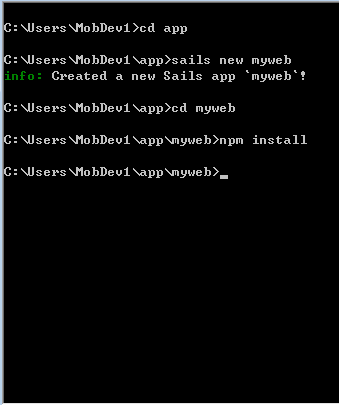 C:\Users\MobDev1>cd app
C:\Users\MobDev1\app>sails new myweb
info: Created a new Sails app `myweb`!
C:\Users\MobDev1\app>cd myweb
C:\Users\MobDev1\app\myweb>npm install
C:\Users\MobDev1\app\myweb>_